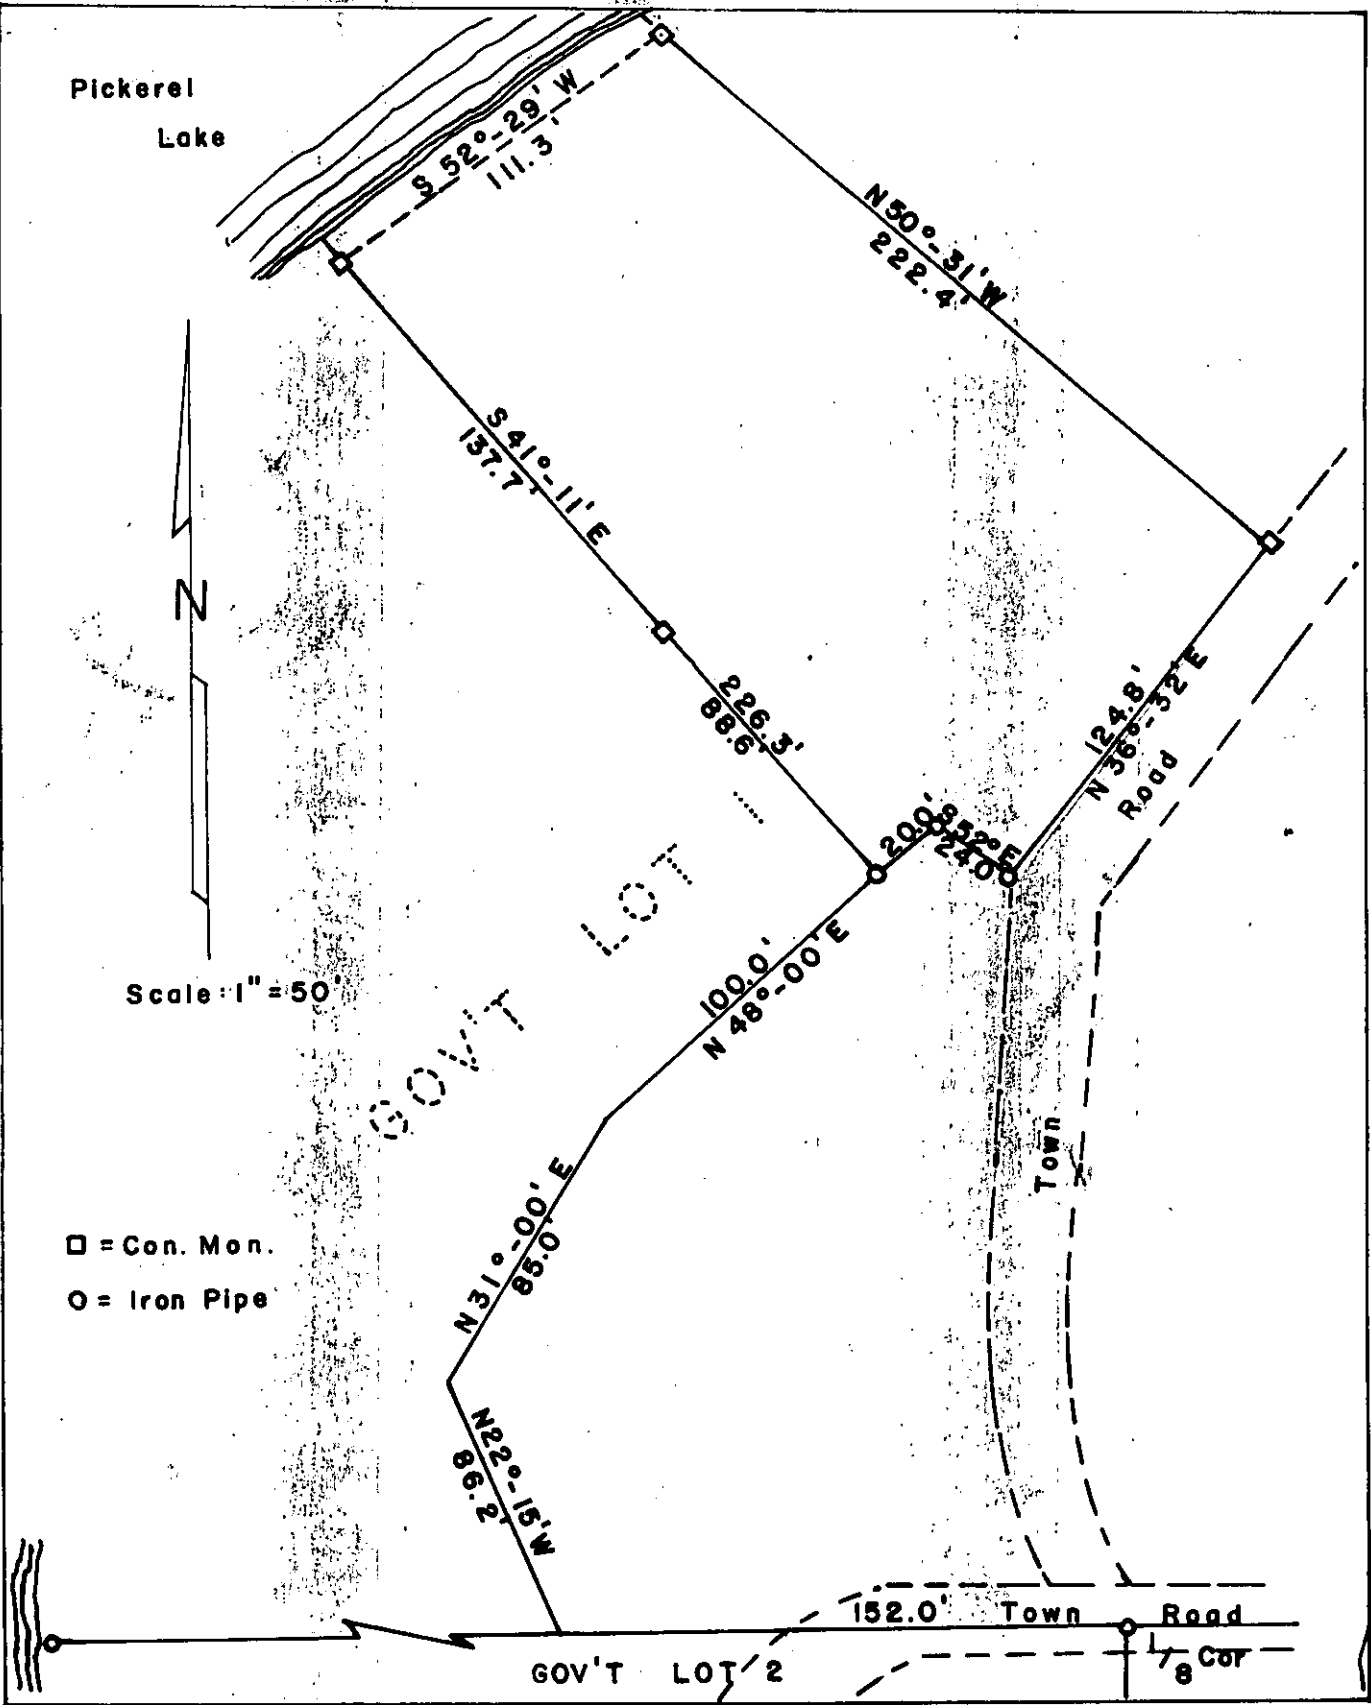 Pickerel
Lake
S 52°-29' W
111.3'
N 50°-31' W
222.4'
S 41°-11' E
137.7'
N
226.3'
88.6'
124.8'
N 36°-32' E
Road
20.0'
S 52° E
24.0
LOT 1
GOV'T
100.0'
N 48°-00' E
Scale: 1" = 50'
Town
N 31°-00' E
85.0'
□ = Con. Mon.
O = Iron Pipe
N22°-15'W
86.2'
152.0' Town Road
1/8 Cor
GOV'T LOT 2